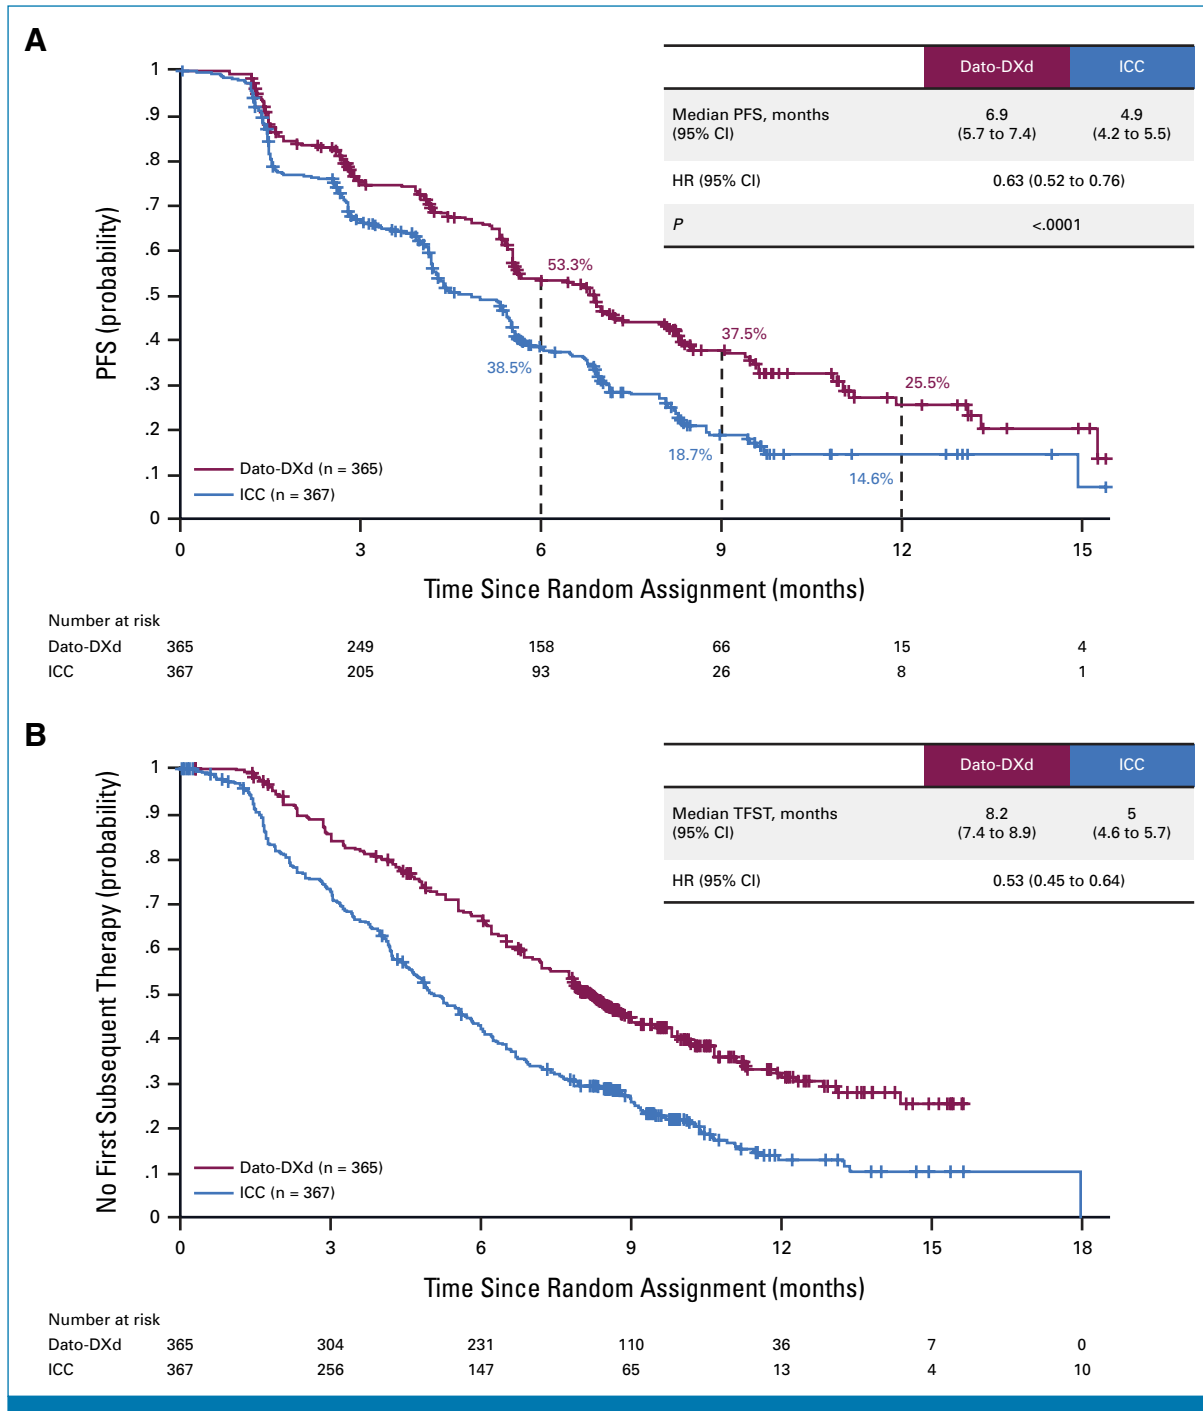 A
Dato-DXd ICC
Median PFS, months 6.9 4.9
(95% CI) (5.7 to 7.4) (4.2 to 5.5)
HR (95% CI) 0.63 (0.52 to 0.76)
P <.0001
PFS (probability)
1
.9
.8
.7
.6
.5
.4
.3
.2
.1
0
53.3%
38.5%
37.5%
18.7%
25.5%
14.6%
Dato-DXd (n = 365)
ICC (n = 367)
0 3 6 9 12 15
Time Since Random Assignment (months)
Number at risk
Dato-DXd 365 249 158 66 15 4
ICC 367 205 93 26 8 1
B
Dato-DXd ICC
Median TFST, months 8.2 5
(95% CI) (7.4 to 8.9) (4.6 to 5.7)
HR (95% CI) 0.53 (0.45 to 0.64)
No First Subsequent Therapy (probability)
1
.9
.8
.7
.6
.5
.4
.3
.2
.1
0
Dato-DXd (n = 365)
ICC (n = 367)
0 3 6 9 12 15 18
Time Since Random Assignment (months)
Number at risk
Dato-DXd 365 304 231 110 36 7 0
ICC 367 256 147 65 13 4 10